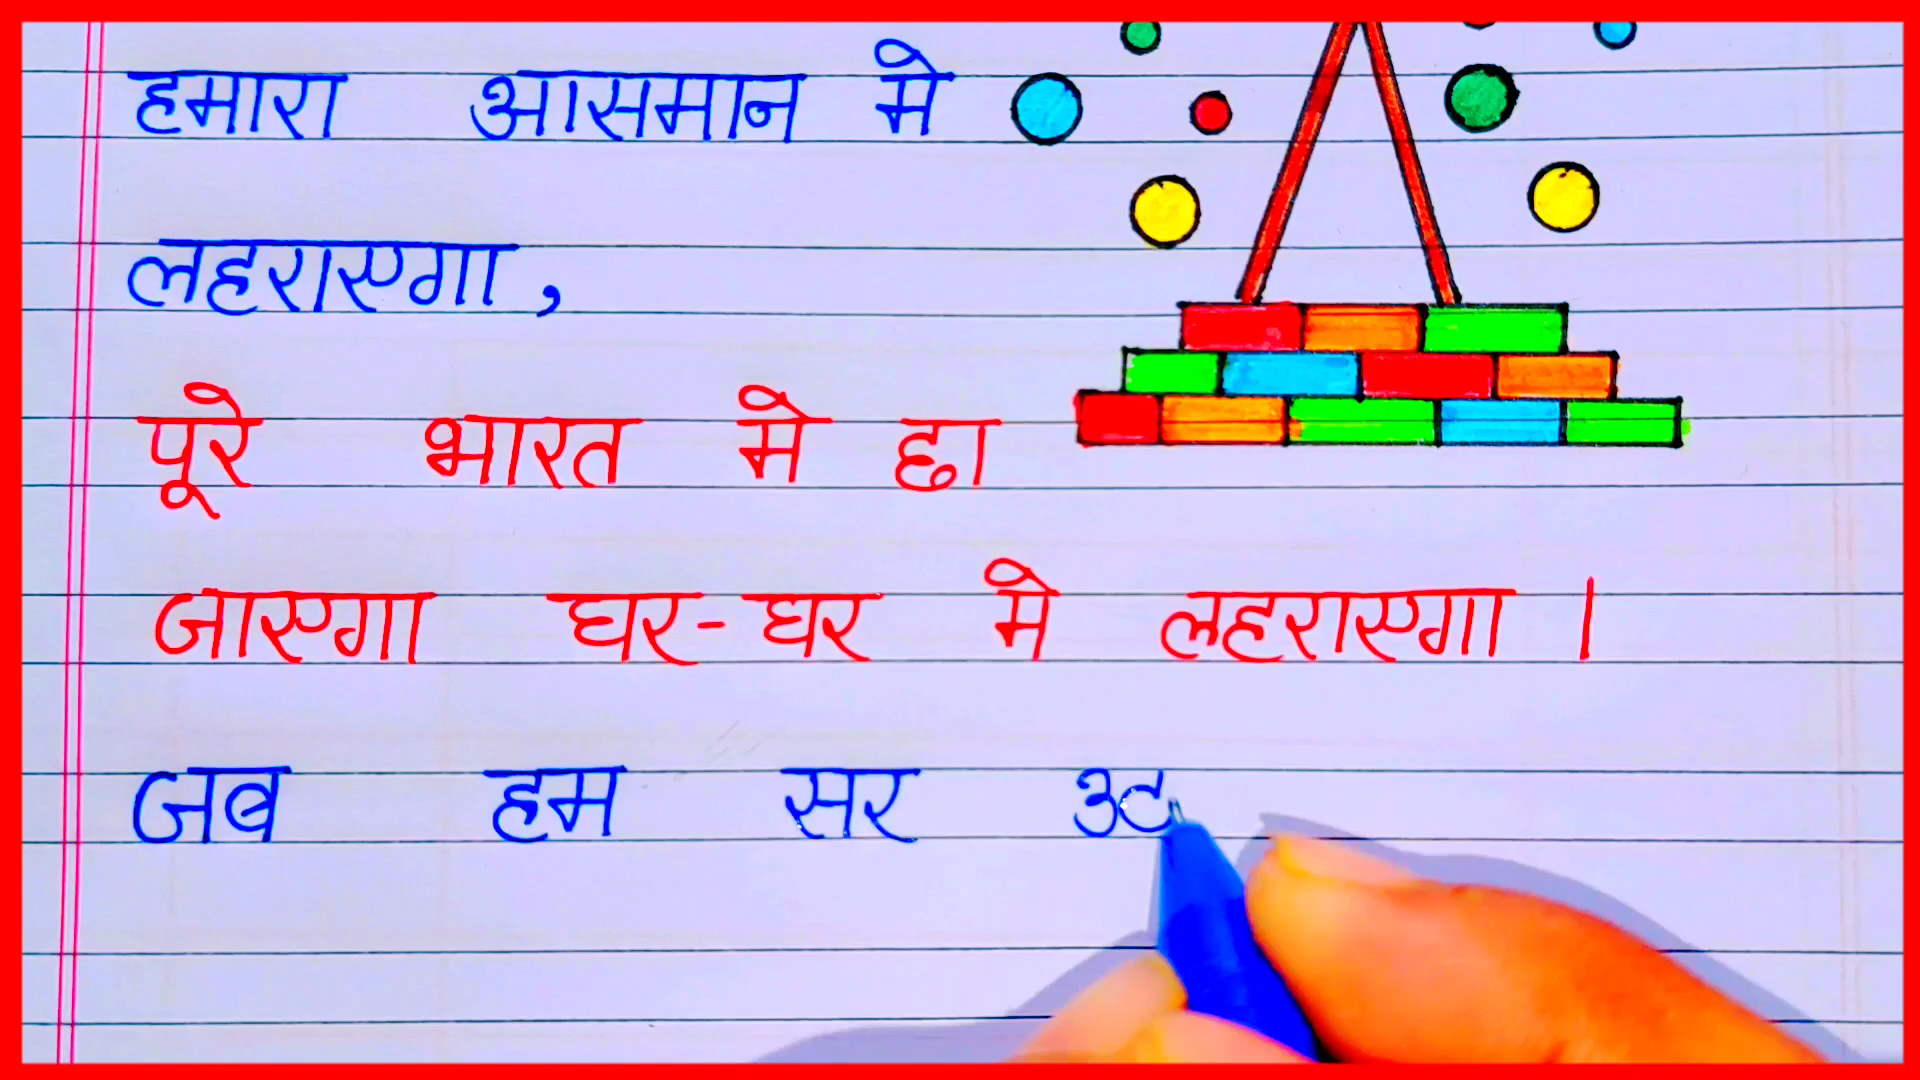 हमारा आसमान मे
लहराएगा,
पूरे भारत मे छा
जाएगा घर-घर मे लहराएगा ।
जब हम सर